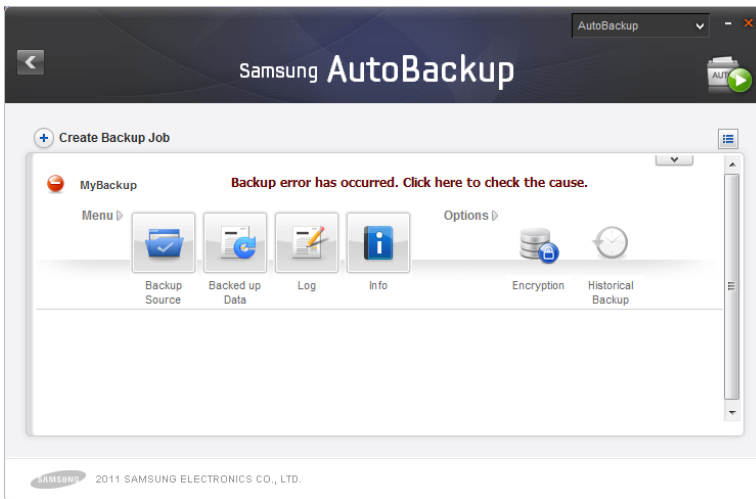 AutoBackup
Samsung AutoBackup
AUTO
Create Backup Job
MyBackup
Backup error has occurred. Click here to check the cause.
Menu
Options
Backup Source
Backed up Data
Log
Info
Encryption
Historical Backup
SAMSUNG
2011 SAMSUNG ELECTRONICS CO., LTD.